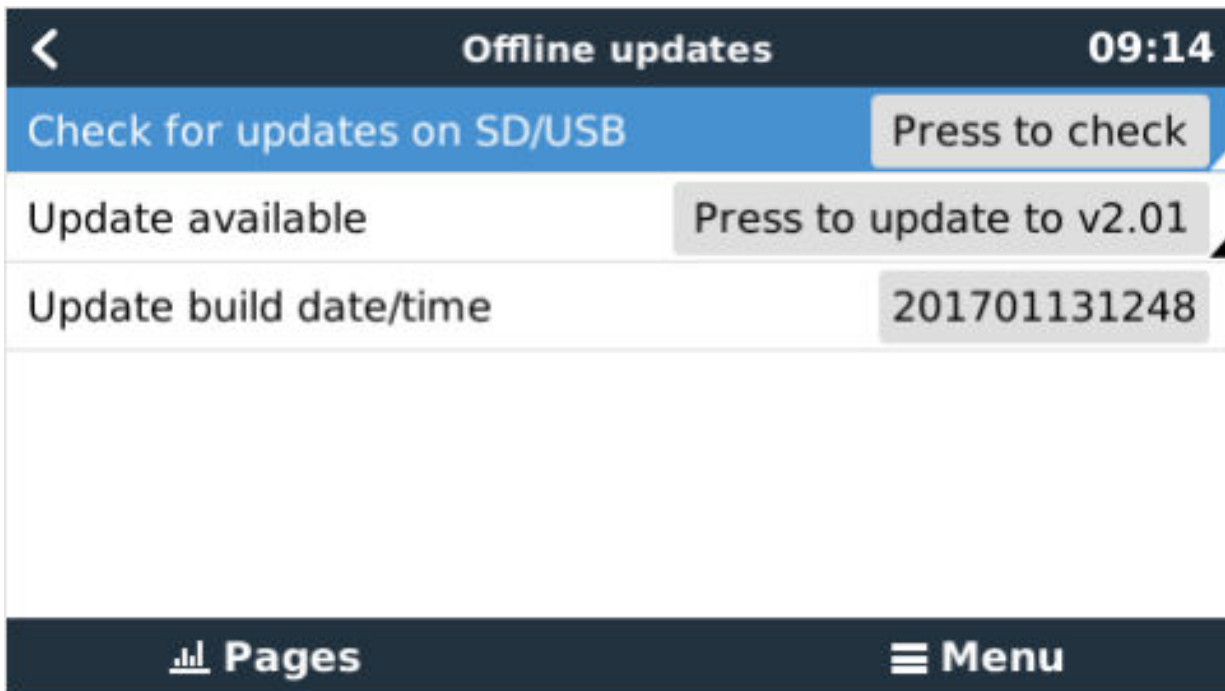 Offline updates 09:14
Check for updates on SD/USB Press to check
Update available Press to update to v2.01
Update build date/time 201701131248
Pages Menu